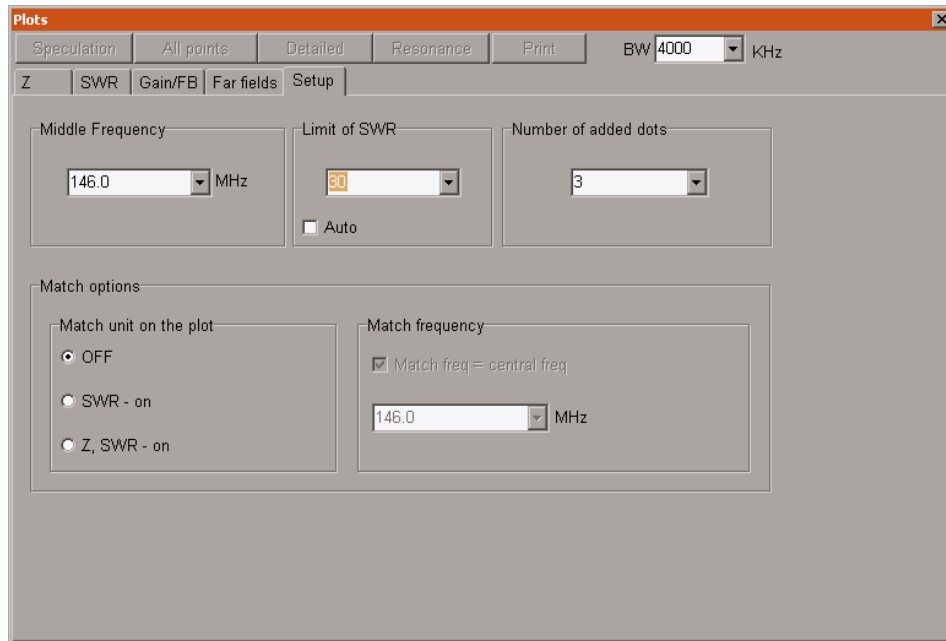 Plots
Speculation All points Detailed Resonance Print BW 4000 KHz
Z SWR Gain/FB Far fields Setup
Middle Frequency Limit of SWR Number of added dots
146.0 MHz 30 3
Auto
Match options
Match unit on the plot Match frequency
OFF Match freq = central freq
SWR - on
146.0 MHz
Z, SWR - on